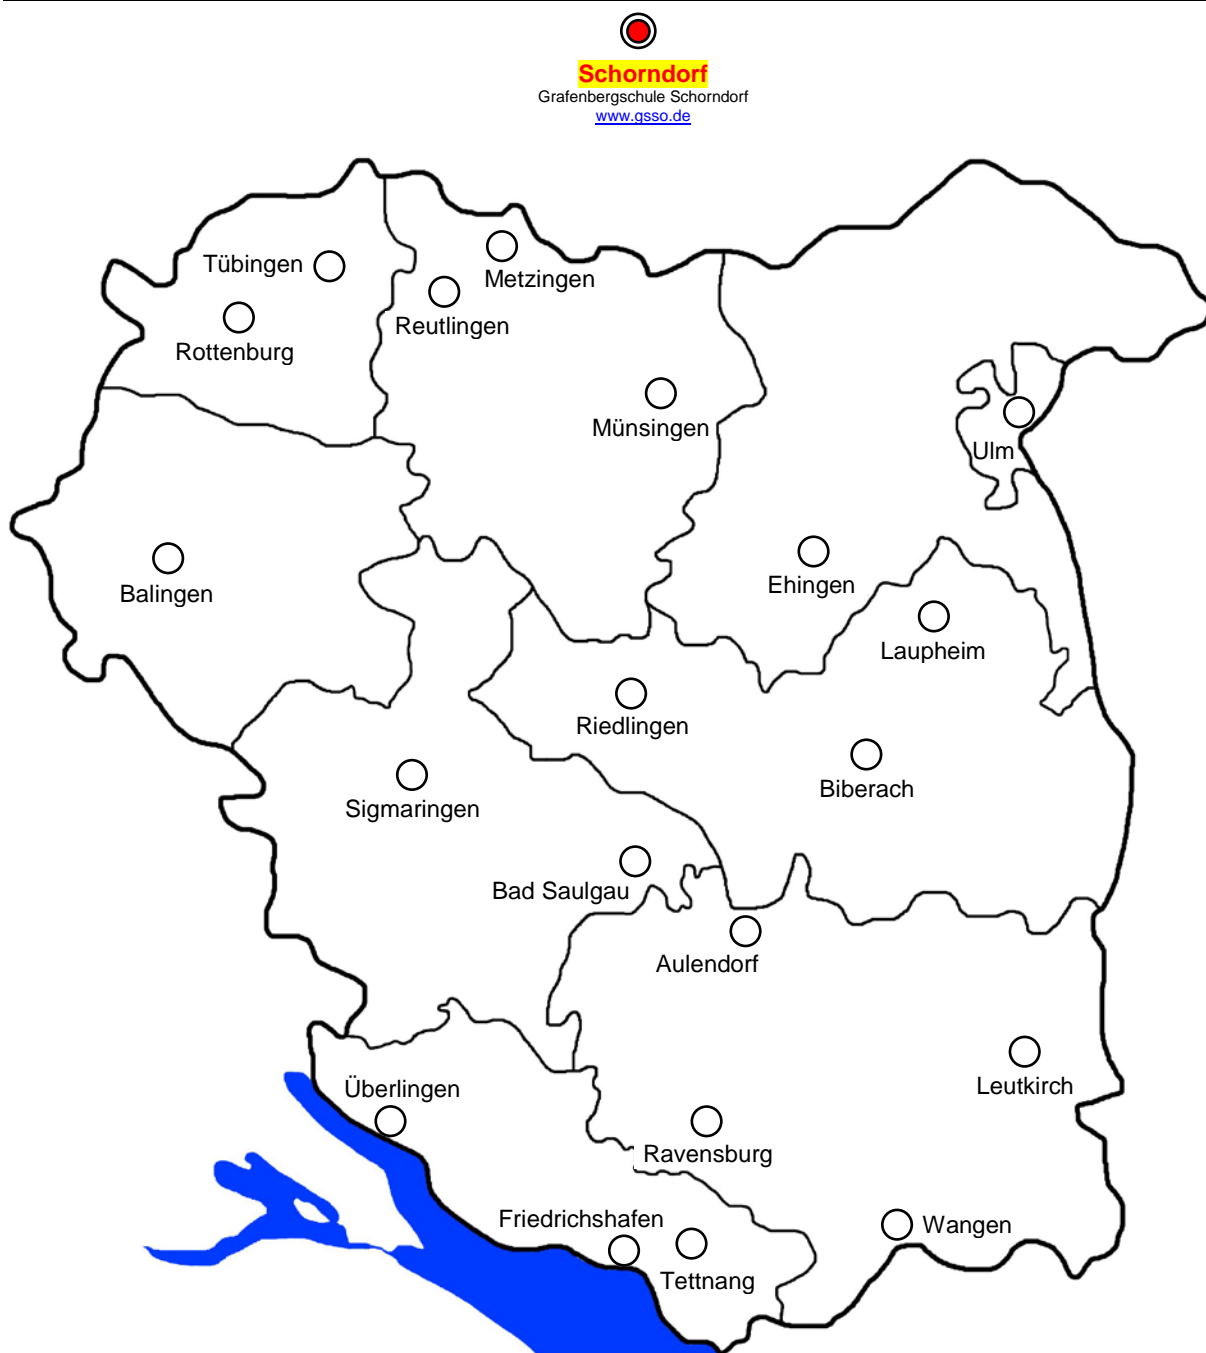 Schorndorf
Grafenbergschule Schorndorf
www.gsso.de
Tübingen
Metzingen
Reutlingen
Rottenburg
Münsingen
Ulm
Balingen
Ehingen
Laupheim
Riedlingen
Biberach
Sigmaringen
Bad Saulgau
Aulendorf
Leutkirch
Überlingen
Ravensburg
Friedrichshafen
Wangen
Tettnang